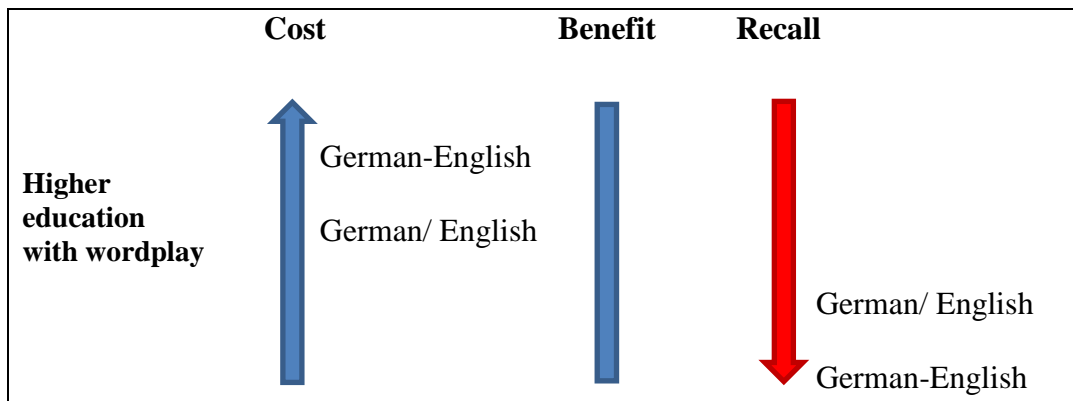 Cost Benefit Recall
German-English
Higher
education
with wordplay
German/ English
German/ English
German-English